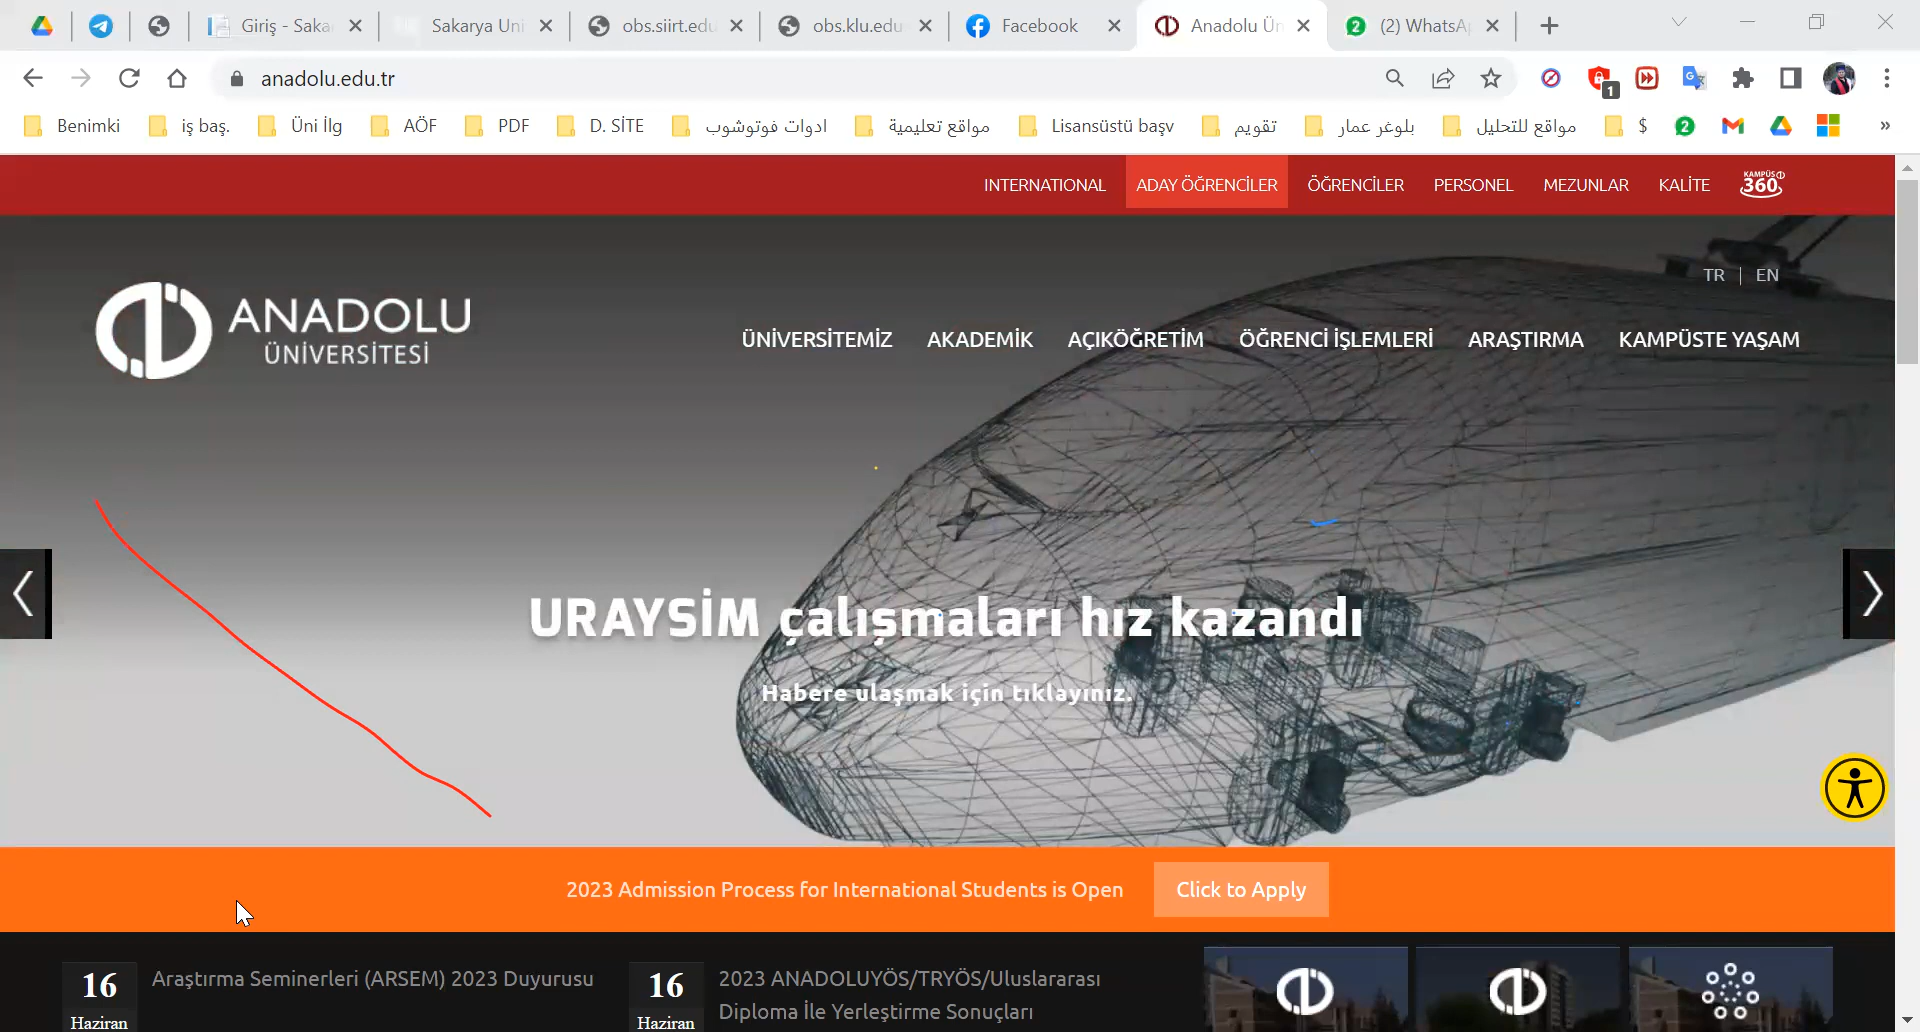 Giriş - Saka
Sakarya Üni
obs.siirt.edu
obs.klu.edu
Facebook
Anadolu Ün
2
(2) WhatsAp
anadolu.edu.tr
1
Benimki
iş baş.
Üni İlg
AÖF
PDF
D. SİTE
ادوات فوتوشوب
مواقع تعليمية
Lisansüstü başv
تقويم
بلوغر عمار
مواقع للتحليل
$
2
»
INTERNATIONAL
ADAY ÖĞRENCİLER
ÖĞRENCİLER
PERSONEL
MEZUNLAR
KALİTE
KAMPÜS
360
TR | EN
ANADOLU
ÜNİVERSİTESİ
ÜNİVERSİTEMİZ
AKADEMİK
AÇIKÖĞRETİM
ÖĞRENCİ İŞLEMLERİ
ARAŞTIRMA
KAMPÜSTE YAŞAM
URAYSİM çalışmaları hız kazandı
Habere ulaşmak için tıklayınız.
2023 Admission Process for International Students is Open
Click to Apply
16
Haziran
Araştırma Seminerleri (ARSEM) 2023 Duyurusu
16
Haziran
2023 ANADOLUYÖS/TRYÖS/Uluslararası
Diploma İle Yerleştirme Sonuçları